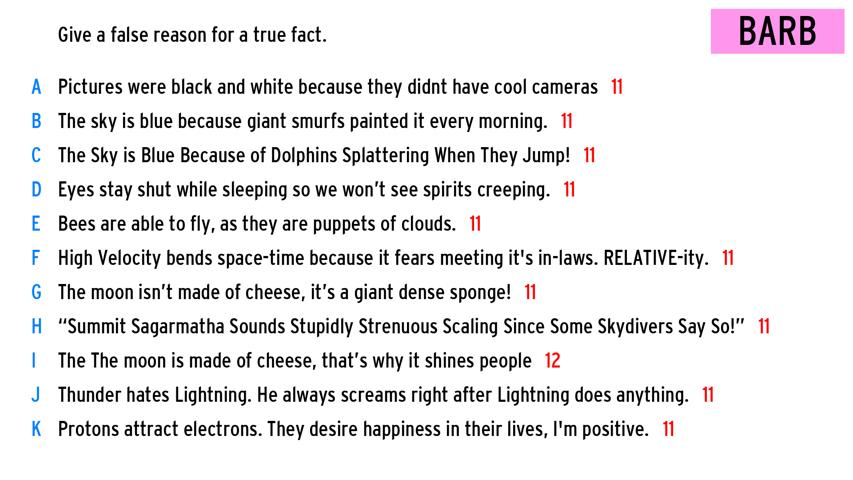 Give a false reason for a true fact.
BARB
A Pictures were black and white because they didnt have cool cameras 11
B The sky is blue because giant smurfs painted it every morning. 11
C The Sky is Blue Because of Dolphins Splattering When They Jump! 11
D Eyes stay shut while sleeping so we won’t see spirits creeping. 11
E Bees are able to fly, as they are puppets of clouds. 11
F High Velocity bends space-time because it fears meeting it's in-laws. RELATIVE-ity. 11
G The moon isn’t made of cheese, it’s a giant dense sponge! 11
H “Summit Sagarmatha Sounds Stupidly Strenuous Scaling Since Some Skydivers Say So!” 11
I The The moon is made of cheese, that’s why it shines people 12
J Thunder hates Lightning. He always screams right after Lightning does anything. 11
K Protons attract electrons. They desire happiness in their lives, I'm positive. 11